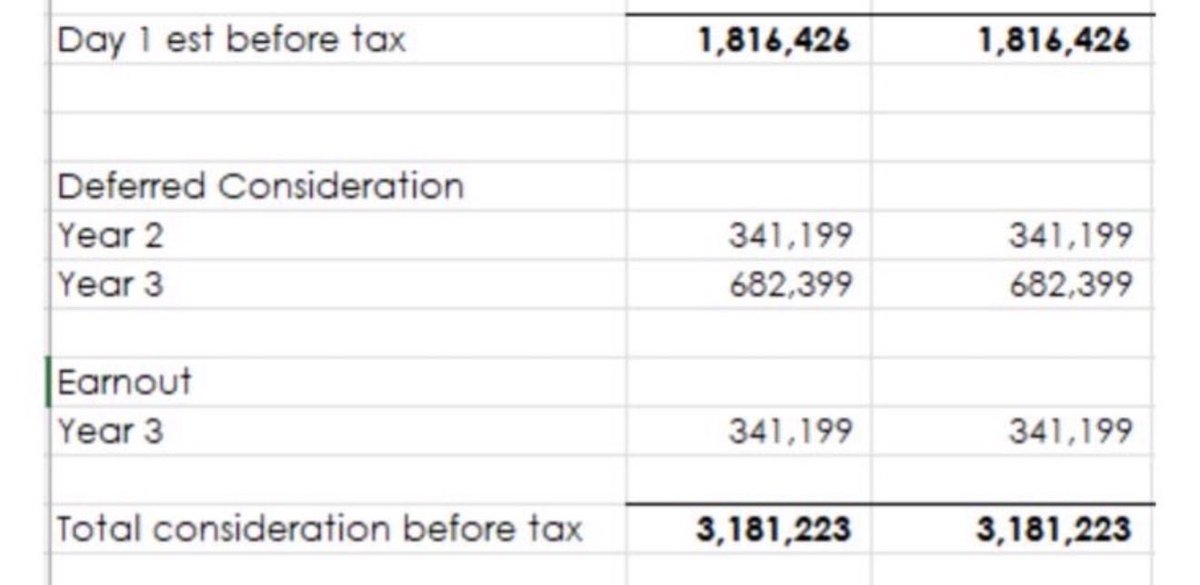 Day 1 est before tax 1,816,426 1,816,426
Deferred Consideration
Year 2 341,199 341,199
Year 3 682,399 682,399
Earnout
Year 3 341,199 341,199
Total consideration before tax 3,181,223 3,181,223